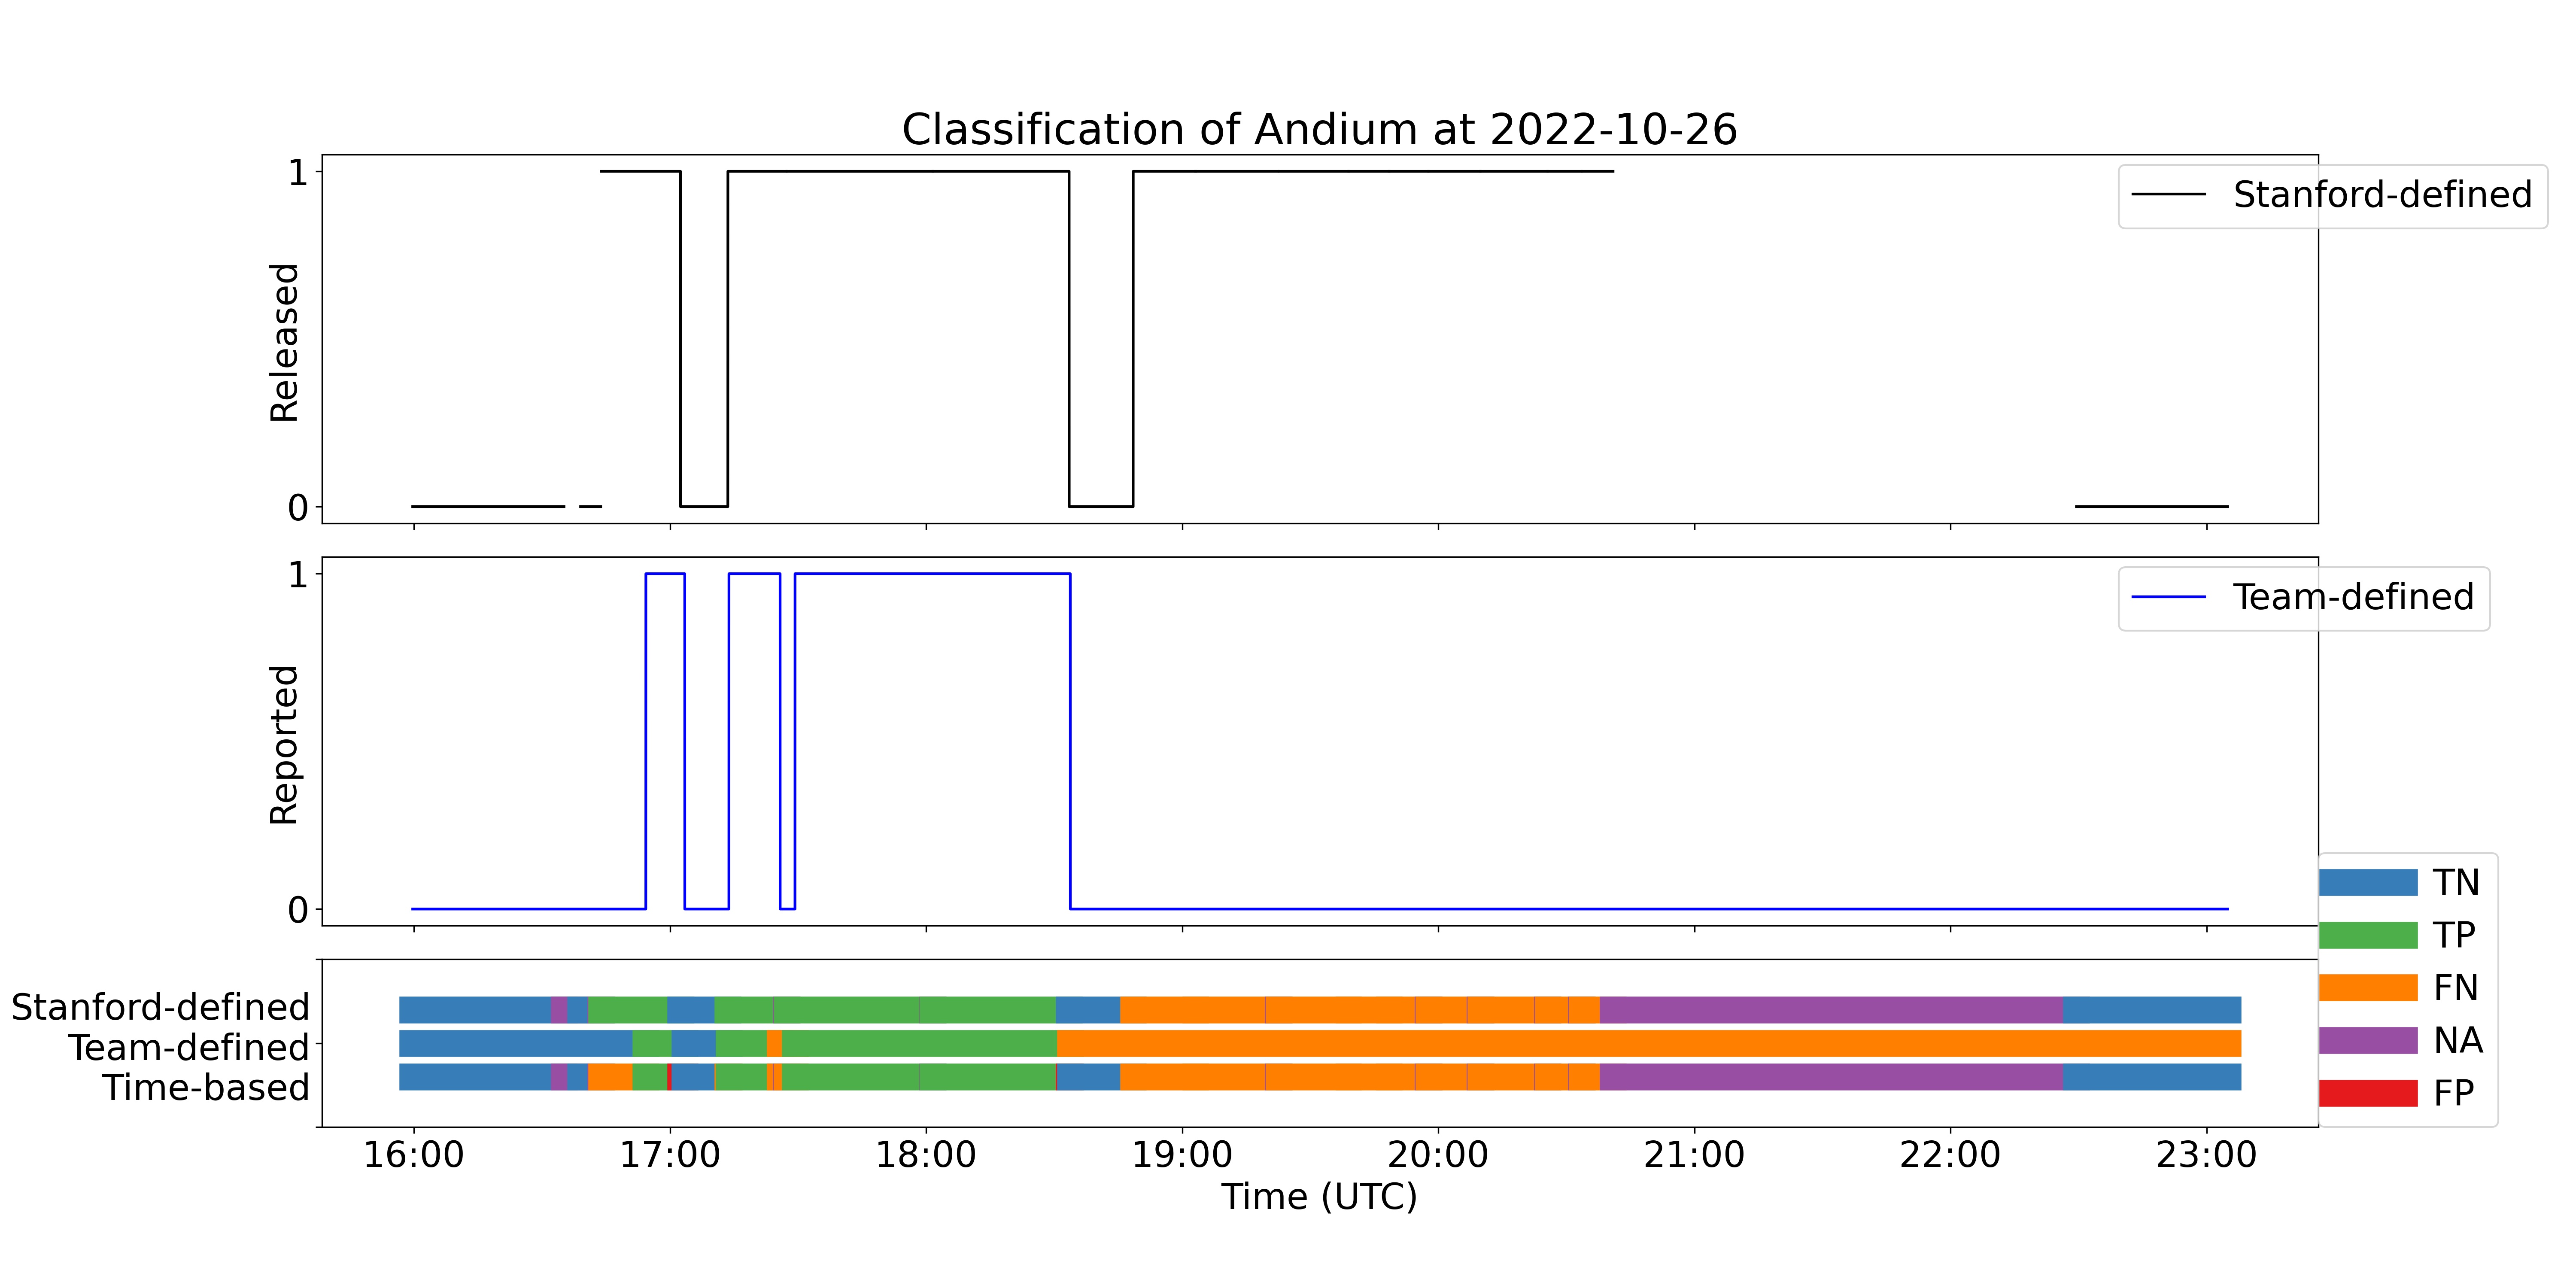 Classification of Andium at 2022-10-26
1
Released
0
Stanford-defined
1
Reported
0
Team-defined
TN
TP
FN
NA
FP
Stanford-defined
Team-defined
Time-based
16:00 17:00 18:00 19:00 20:00 21:00 22:00 23:00
Time (UTC)